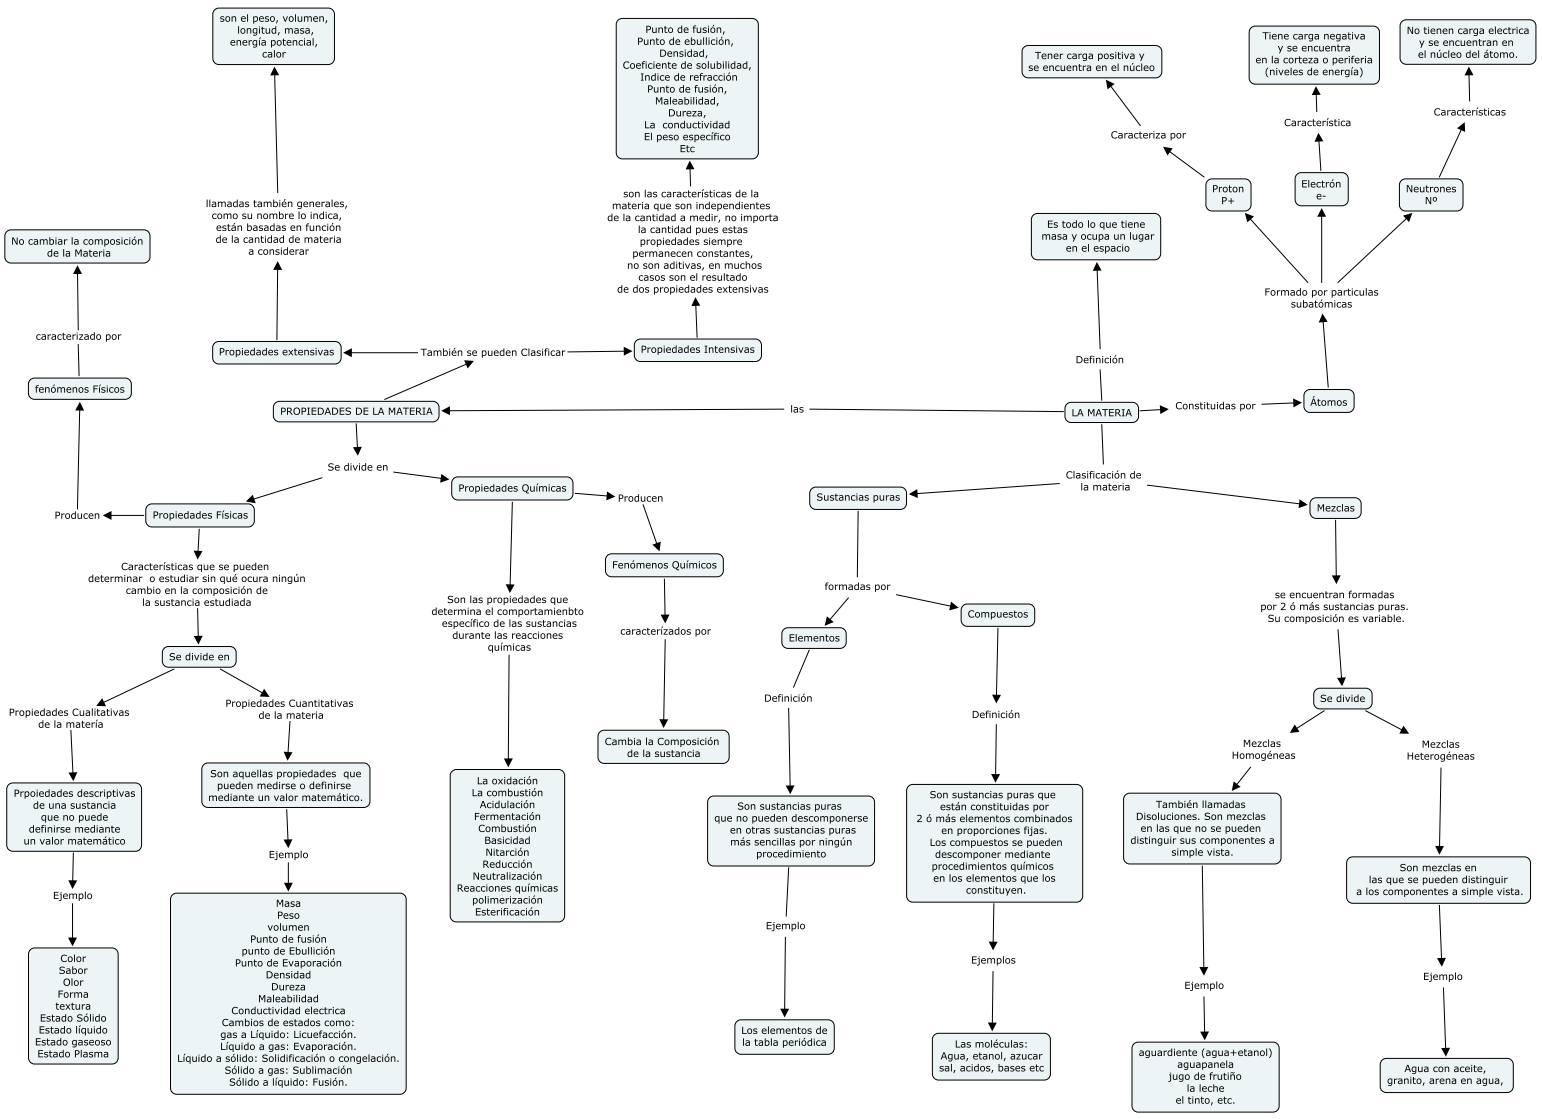 son el peso, volumen,
longitud, masa,
energía potencial,
calor
Punto de fusión,
Punto de ebullición,
Densidad,
Coeficiente de solubilidad,
Indice de refracción
Punto de fusión,
Maleabilidad,
Dureza,
La conductividad
El peso específico
Etc
Tener carga positiva y
se encuentra en el núcleo
Tiene carga negativa
y se encuentra
en la corteza o periferia
(niveles de energía)
No tienen carga electrica
y se encuentran en
el núcleo del átomo.
Caracteriza por
Característica
Características
Proton
P+
Electrón
e-
Neutrones
Nº
llamadas también generales,
como su nombre lo indica,
están basadas en función
de la cantidad de materia
a considerar
son las características de la
materia que son independientes
de la cantidad a medir, no importa
la cantidad pues estas
propiedades siempre
permanecen constantes,
no son aditivas, en muchos
casos son el resultado
de dos propiedades extensivas
Es todo lo que tiene
masa y ocupa un lugar
en el espacio
No cambiar la composición
de la Materia
Formado por particulas
subatómicas
caracterizado por
Propiedades extensivas
También se pueden Clasificar
Propiedades Intensivas
Definición
fenómenos Físicos
PROPIEDADES DE LA MATERIA
las
LA MATERIA
Constituidas por
Átomos
Se divide en
Clasificación de
la materia
Propiedades Químicas
Producen
Sustancias puras
Mezclas
Producen
Propiedades Físicas
Características que se pueden
determinar o estudiar sin qué ocura ningún
cambio en la composición de
la sustancia estudiada
Fenómenos Químicos
formadas por
Son las propiedades que
determina el comportamienbto
específico de las sustancias
durante las reacciones
químicas
se encuentran formadas
por 2 ó más sustancias puras.
Su composición es variable.
Compuestos
caracterízados por
Elementos
Se divide en
Propiedades Cualitativas
de la matería
Propiedades Cuantitativas
de la materia
Definición
Definición
Se divide
Cambia la Composición
de la sustancia
Mezclas
Homogéneas
Mezclas
Heterogéneas
Prpoiedades descriptivas
de una sustancia
que no puede
definirse mediante
un valor matemático
Son aquellas propiedades que
pueden medirse o definirse
mediante un valor matemático.
La oxidación
La combustión
Acidulación
Fermentación
Combustión
Basicidad
Nitarción
Reducción
Neutralización
Reacciones químicas
polimerización
Esterificación
Son sustancias puras
que no pueden descomponerse
en otras sustancias puras
más sencillas por ningún
procedimiento
Son sustancias puras que
están constituidas por
2 ó más elementos combinados
en proporciones fijas.
Los compuestos se pueden
descomponer mediante
procedimientos químicos
en los elementos que los
constituyen.
También llamadas
Disoluciones. Son mezclas
en las que no se pueden
distinguir sus componentes a
simple vista.
Son mezclas en
las que se pueden distinguir
a los componentes a simple vista.
Ejemplo
Ejemplo
Ejemplo
Ejemplos
Ejemplo
Ejemplo
Color
Sabor
Olor
Forma
textura
Estado Sólido
Estado líquido
Estado gaseoso
Estado Plasma
Masa
Peso
volumen
Punto de fusión
punto de Ebullición
Punto de Evaporación
Densidad
Dureza
Maleabilidad
Conductividad electrica
Cambios de estados como:
gas a Líquido: Licuefacción.
Líquido a gas: Evaporación.
Líquido a sólido: Solidificación o congelación.
Sólido a gas: Sublimación
Sólido a líquido: Fusión.
Los elementos de
la tabla periódica
Las moléculas:
Agua, etanol, azucar
sal, acidos, bases etc
aguardiente (agua+etanol)
aguapanela
jugo de frutiño
la leche
el tinto, etc.
Agua con aceite,
granito, arena en agua,